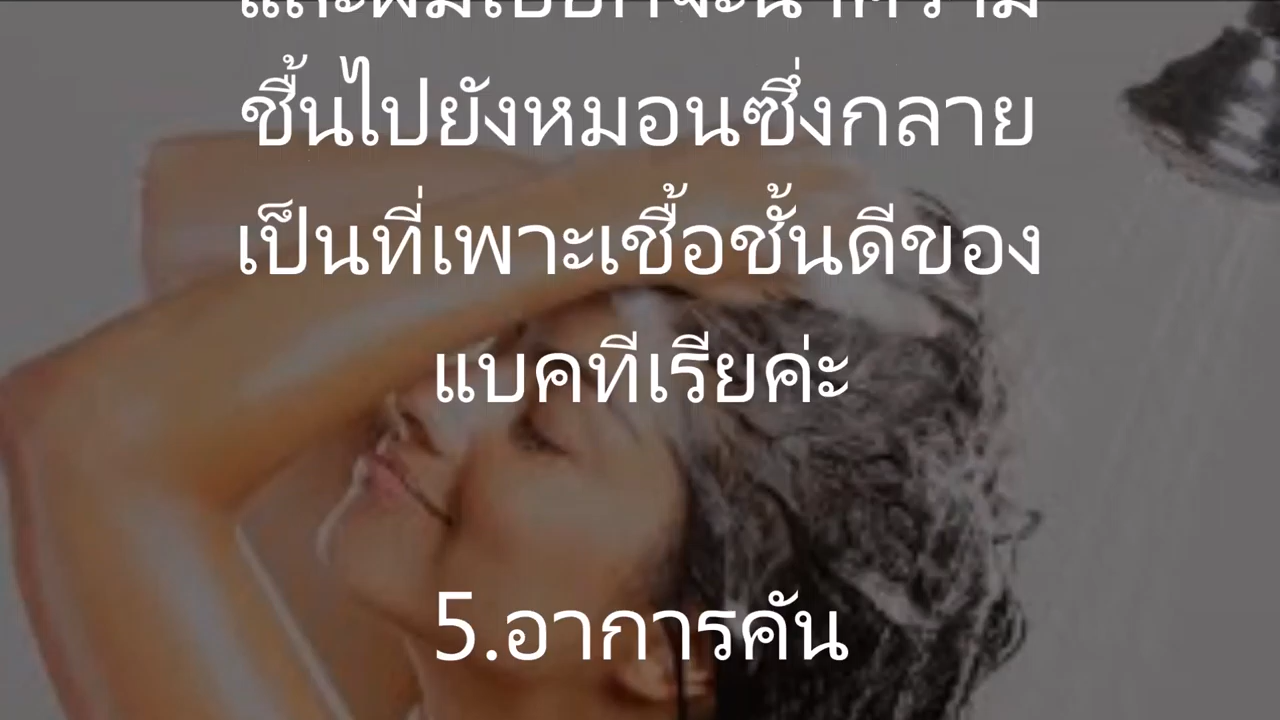 ชื้นไปยังหมอนซึ่งกลาย
เป็นที่เพาะเชื้อชั้นดีของ
แบคทีเรียค่ะ
5.อาการคัน